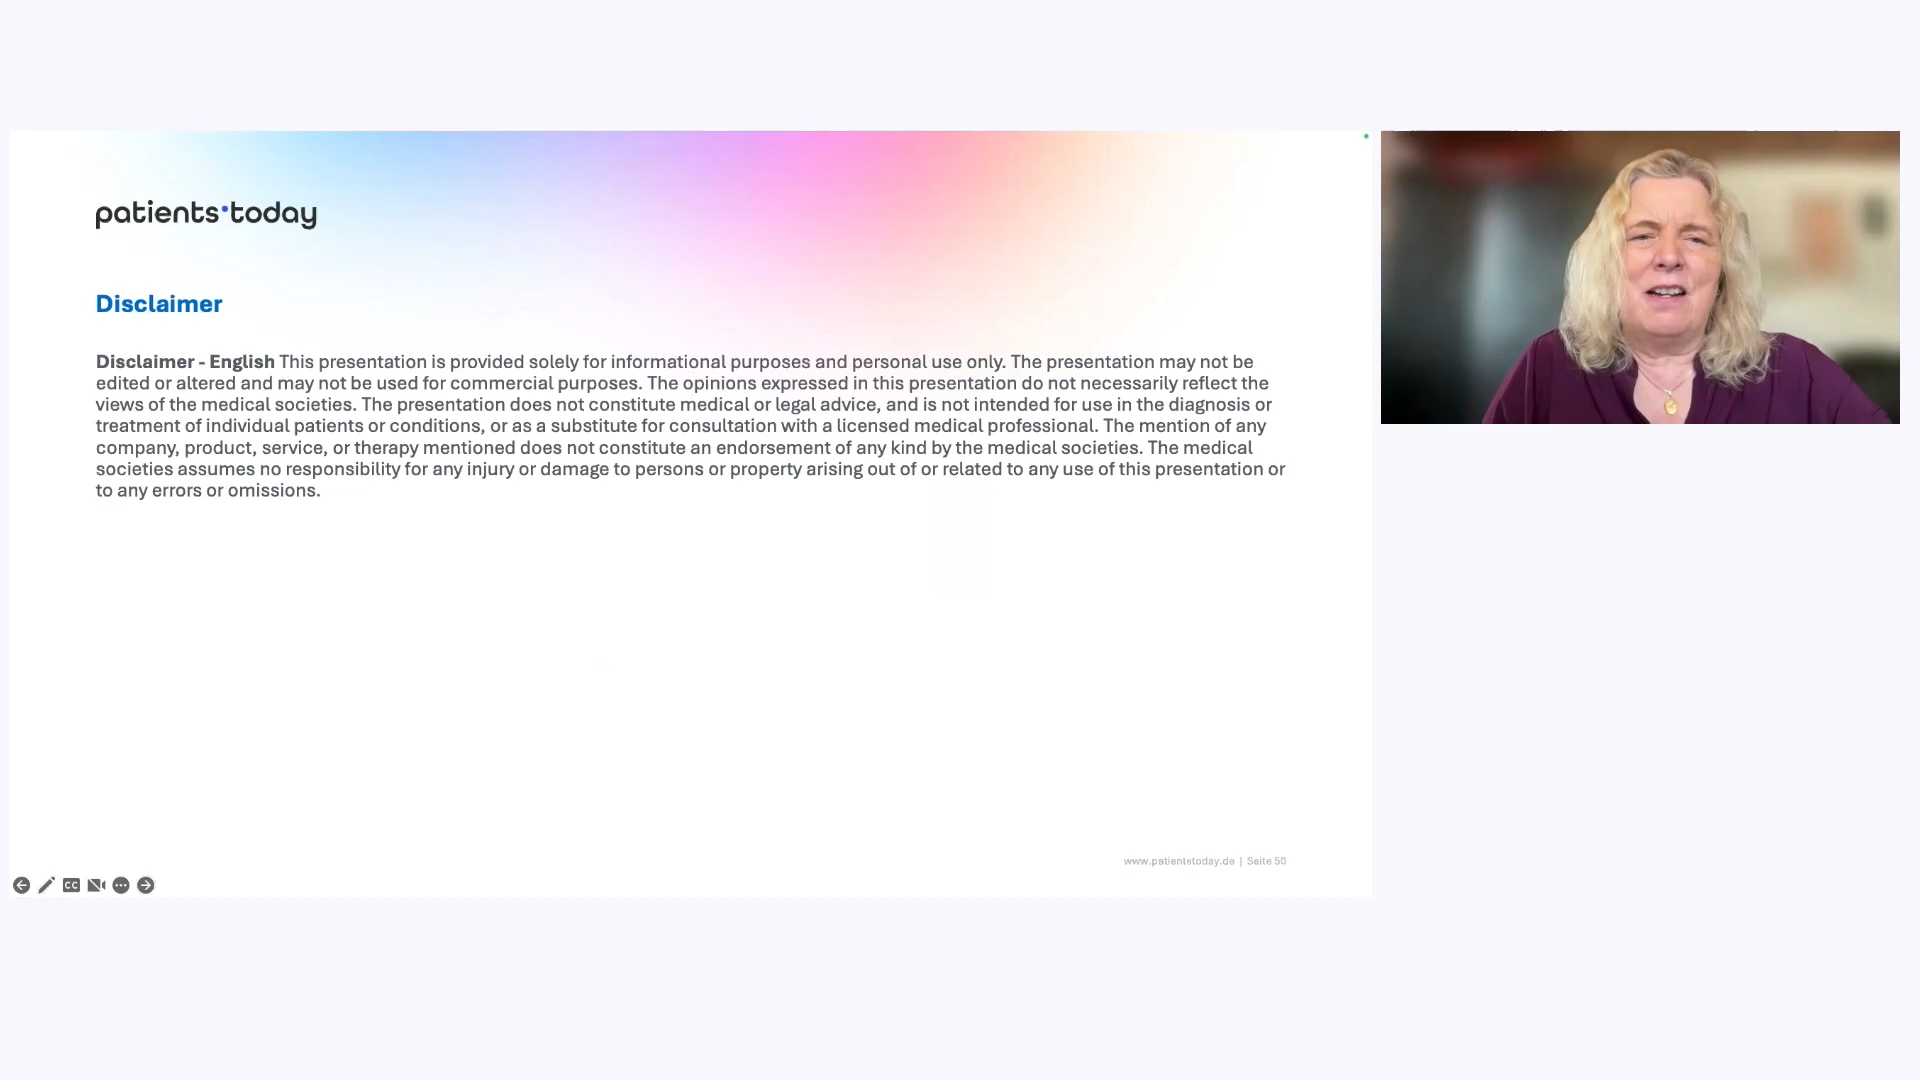 patients•today
Disclaimer
Disclaimer - English This presentation is provided solely for informational purposes and personal use only. The presentation may not be
edited or altered and may not be used for commercial purposes. The opinions expressed in this presentation do not necessarily reflect the
views of the medical societies. The presentation does not constitute medical or legal advice, and is not intended for use in the diagnosis or
treatment of individual patients or conditions, or as a substitute for consultation with a licensed medical professional. The mention of any
company, product, service, or therapy mentioned does not constitute an endorsement of any kind by the medical societies. The medical
societies assumes no responsibility for any injury or damage to persons or property arising out of or related to any use of this presentation or
to any errors or omissions.
www.patientstoday.de | Seite 50
CC